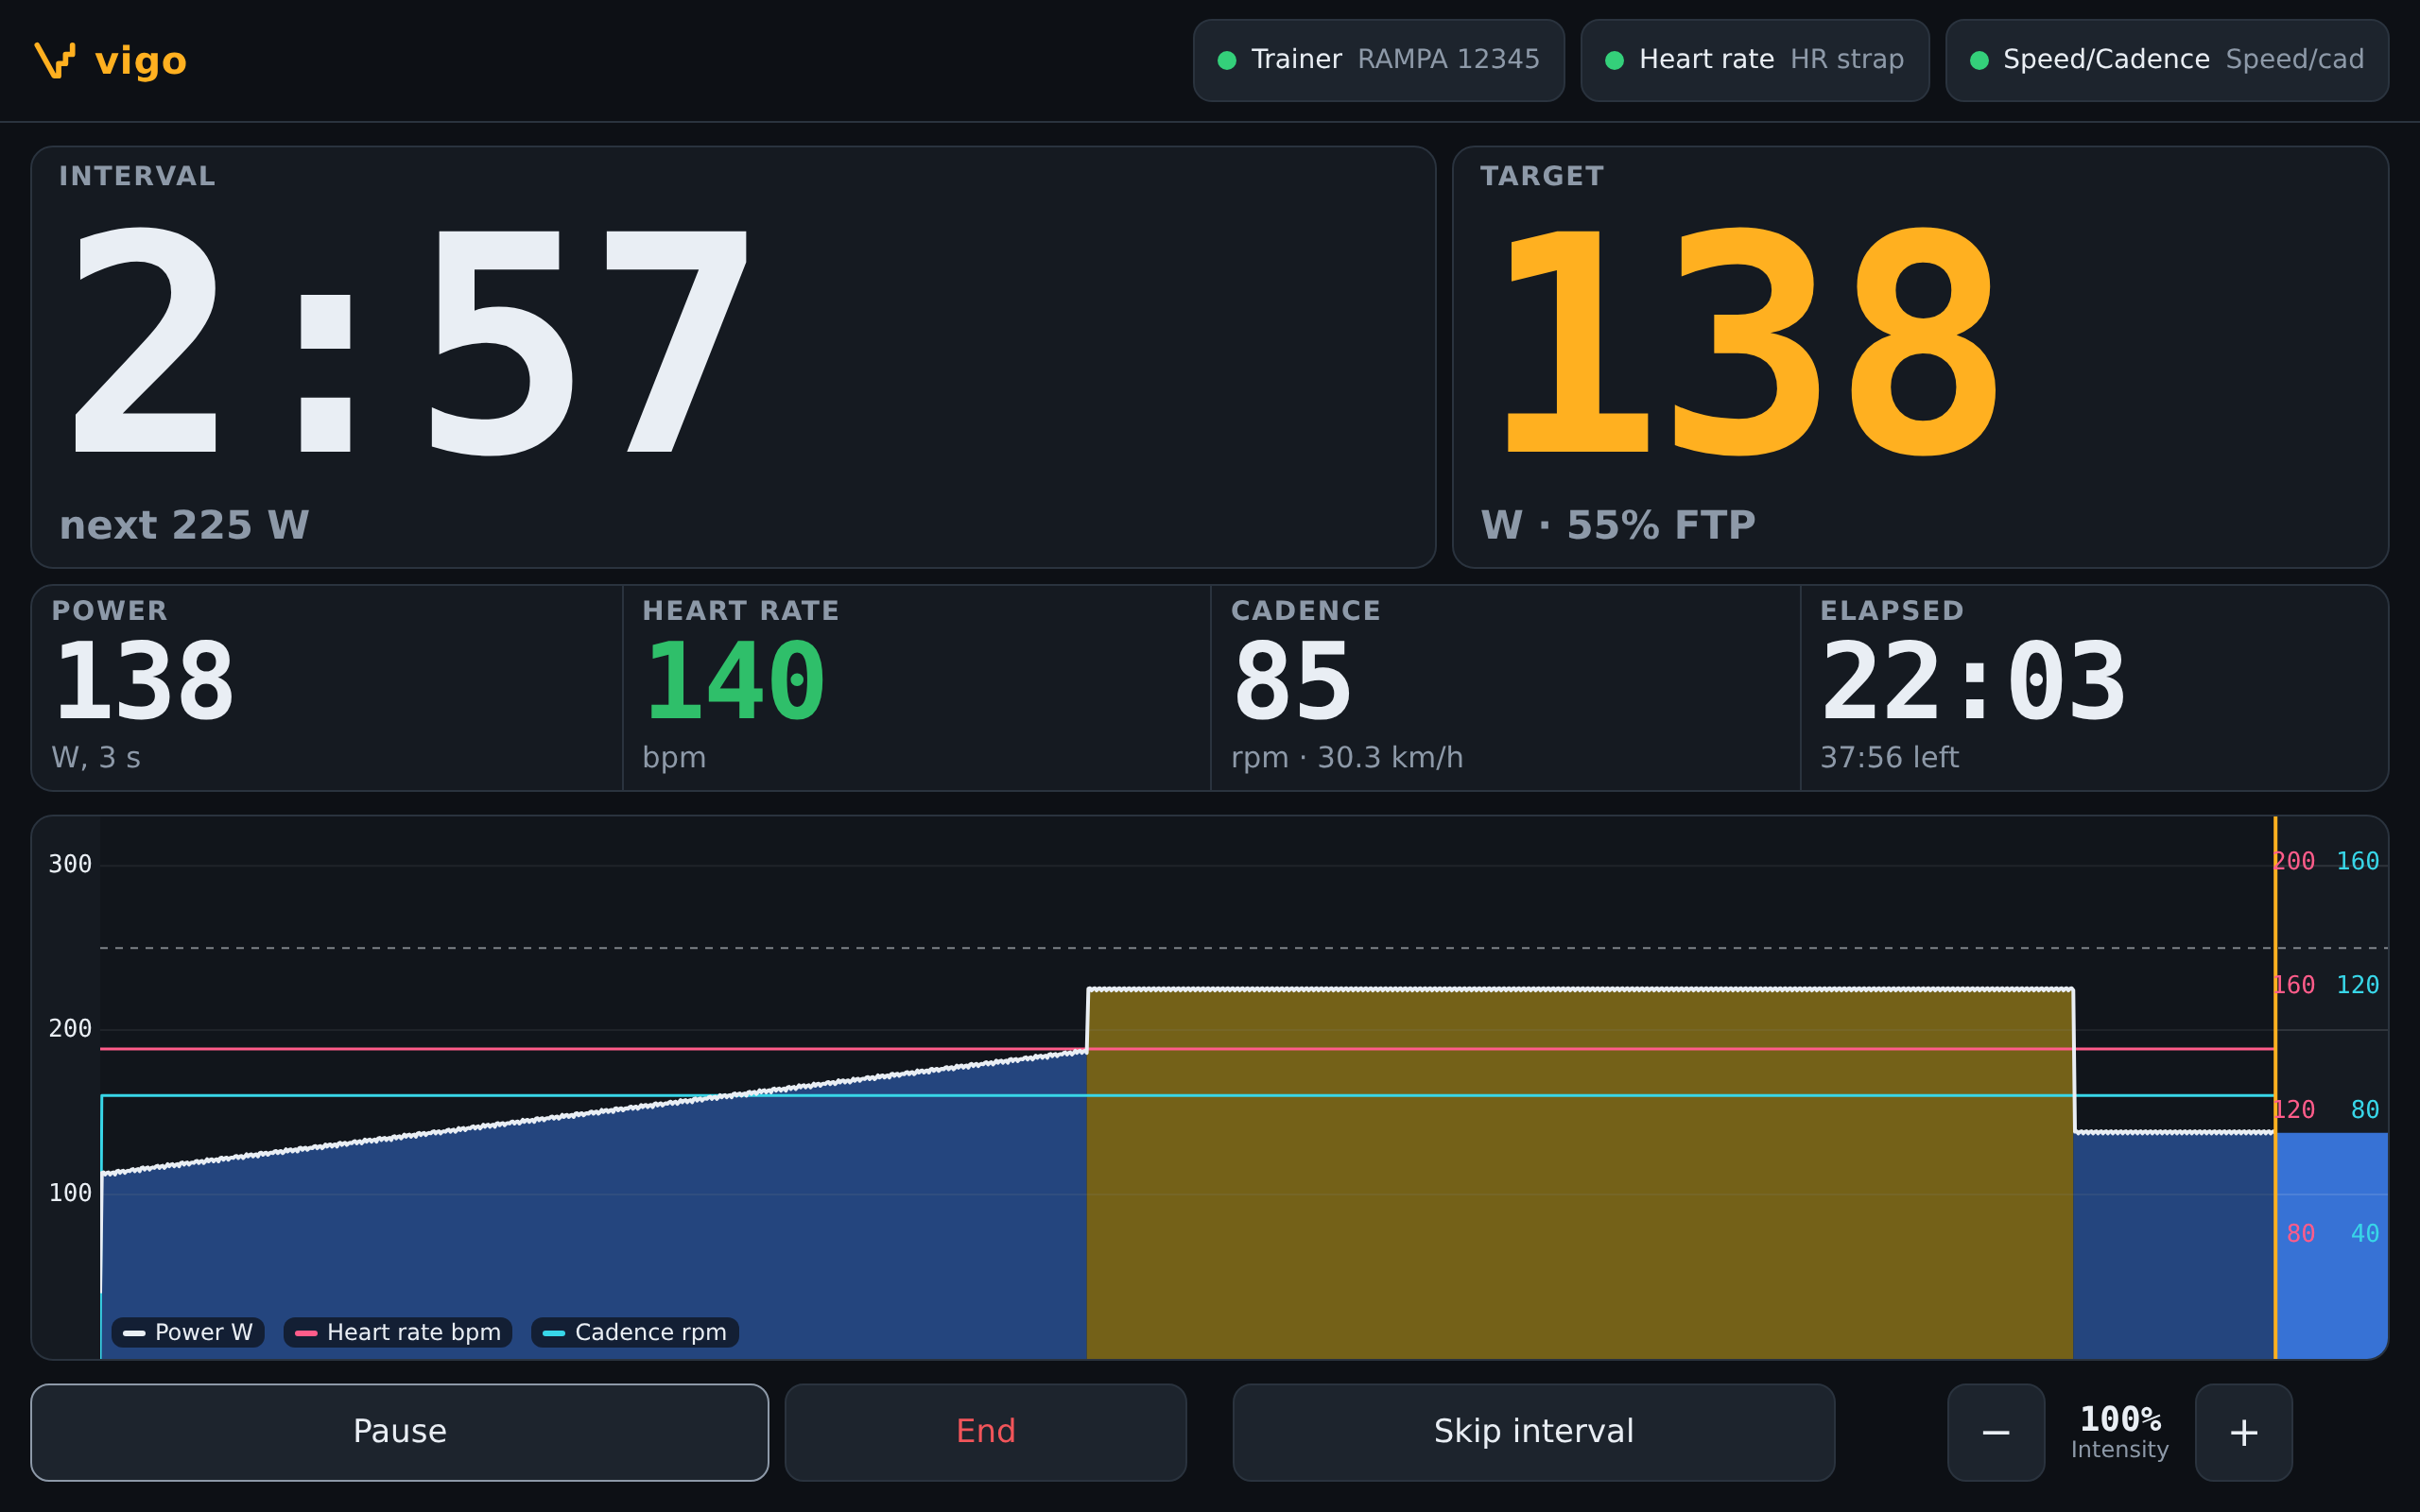 vigo
Trainer RAMPA 12345
Heart rate HR strap
Speed/Cadence Speed/cad
INTERVAL
2:57
next 225 W
TARGET
138
W · 55% FTP
POWER
138
W, 3 s
HEART RATE
140
bpm
CADENCE
85
rpm · 30.3 km/h
ELAPSED
22:03
37:56 left
300
200
100
200 160
160 120
120 80
80 40
Power W
Heart rate bpm
Cadence rpm
Pause
End
Skip interval
−
100%
Intensity
+